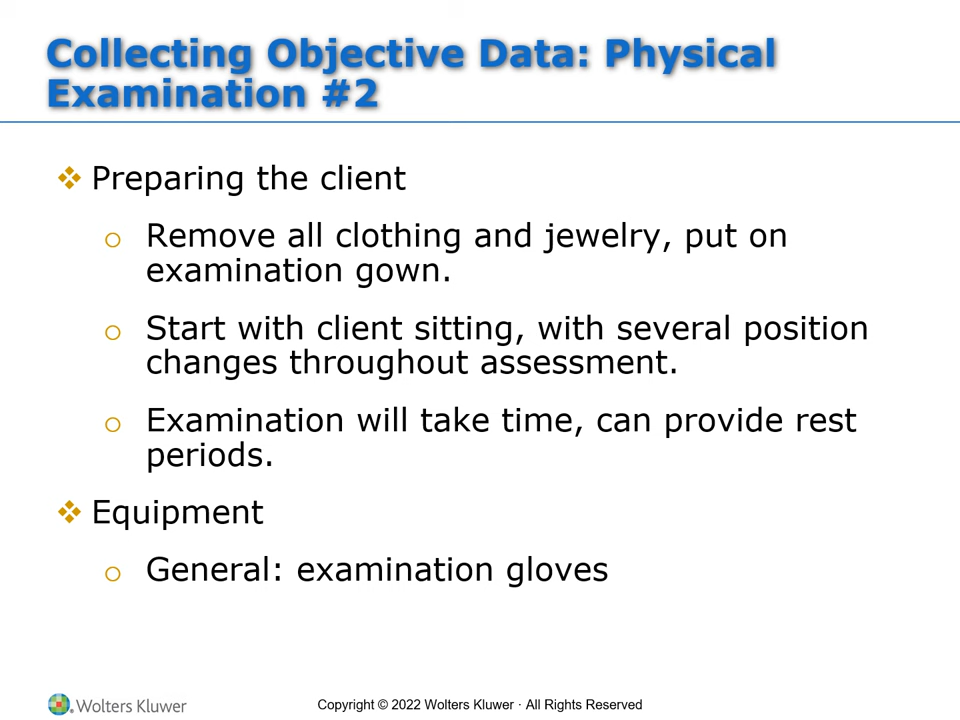 Collecting Objective Data: Physical
Examination #2
❖ Preparing the client
o Remove all clothing and jewelry, put on
examination gown.
o Start with client sitting, with several position
changes throughout assessment.
o Examination will take time, can provide rest
periods.
❖ Equipment
o General: examination gloves
Wolters Kluwer
Copyright © 2022 Wolters Kluwer · All Rights Reserved